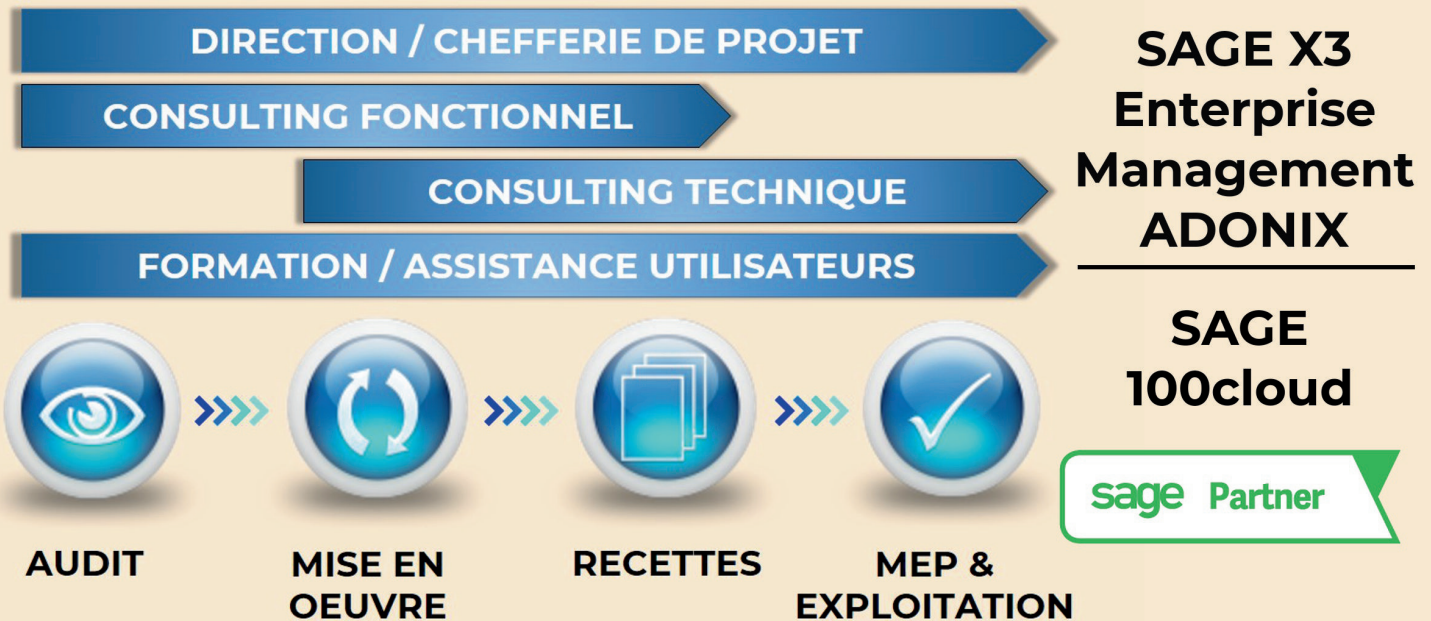 DIRECTION / CHEFFERIE DE PROJET
CONSULTING FONCTIONNEL
CONSULTING TECHNIQUE
FORMATION / ASSISTANCE UTILISATEURS
AUDIT
MISE EN
OEUVRE
RECETTES
MEP &
EXPLOITATION
SAGE X3
Enterprise
Management
ADONIX
SAGE
100cloud
sage Partner